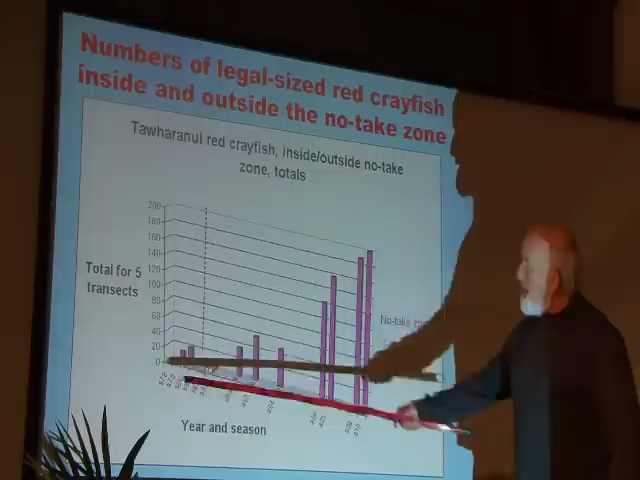 Numbers of legal-sized red crayfish
inside and outside the no-take zone
Tawharanui red crayfish, inside/outside no-take
zone, totals
200
180
160
140
120
100
80
60
40
20
0
Total for 5
transects
No-take
Year and season